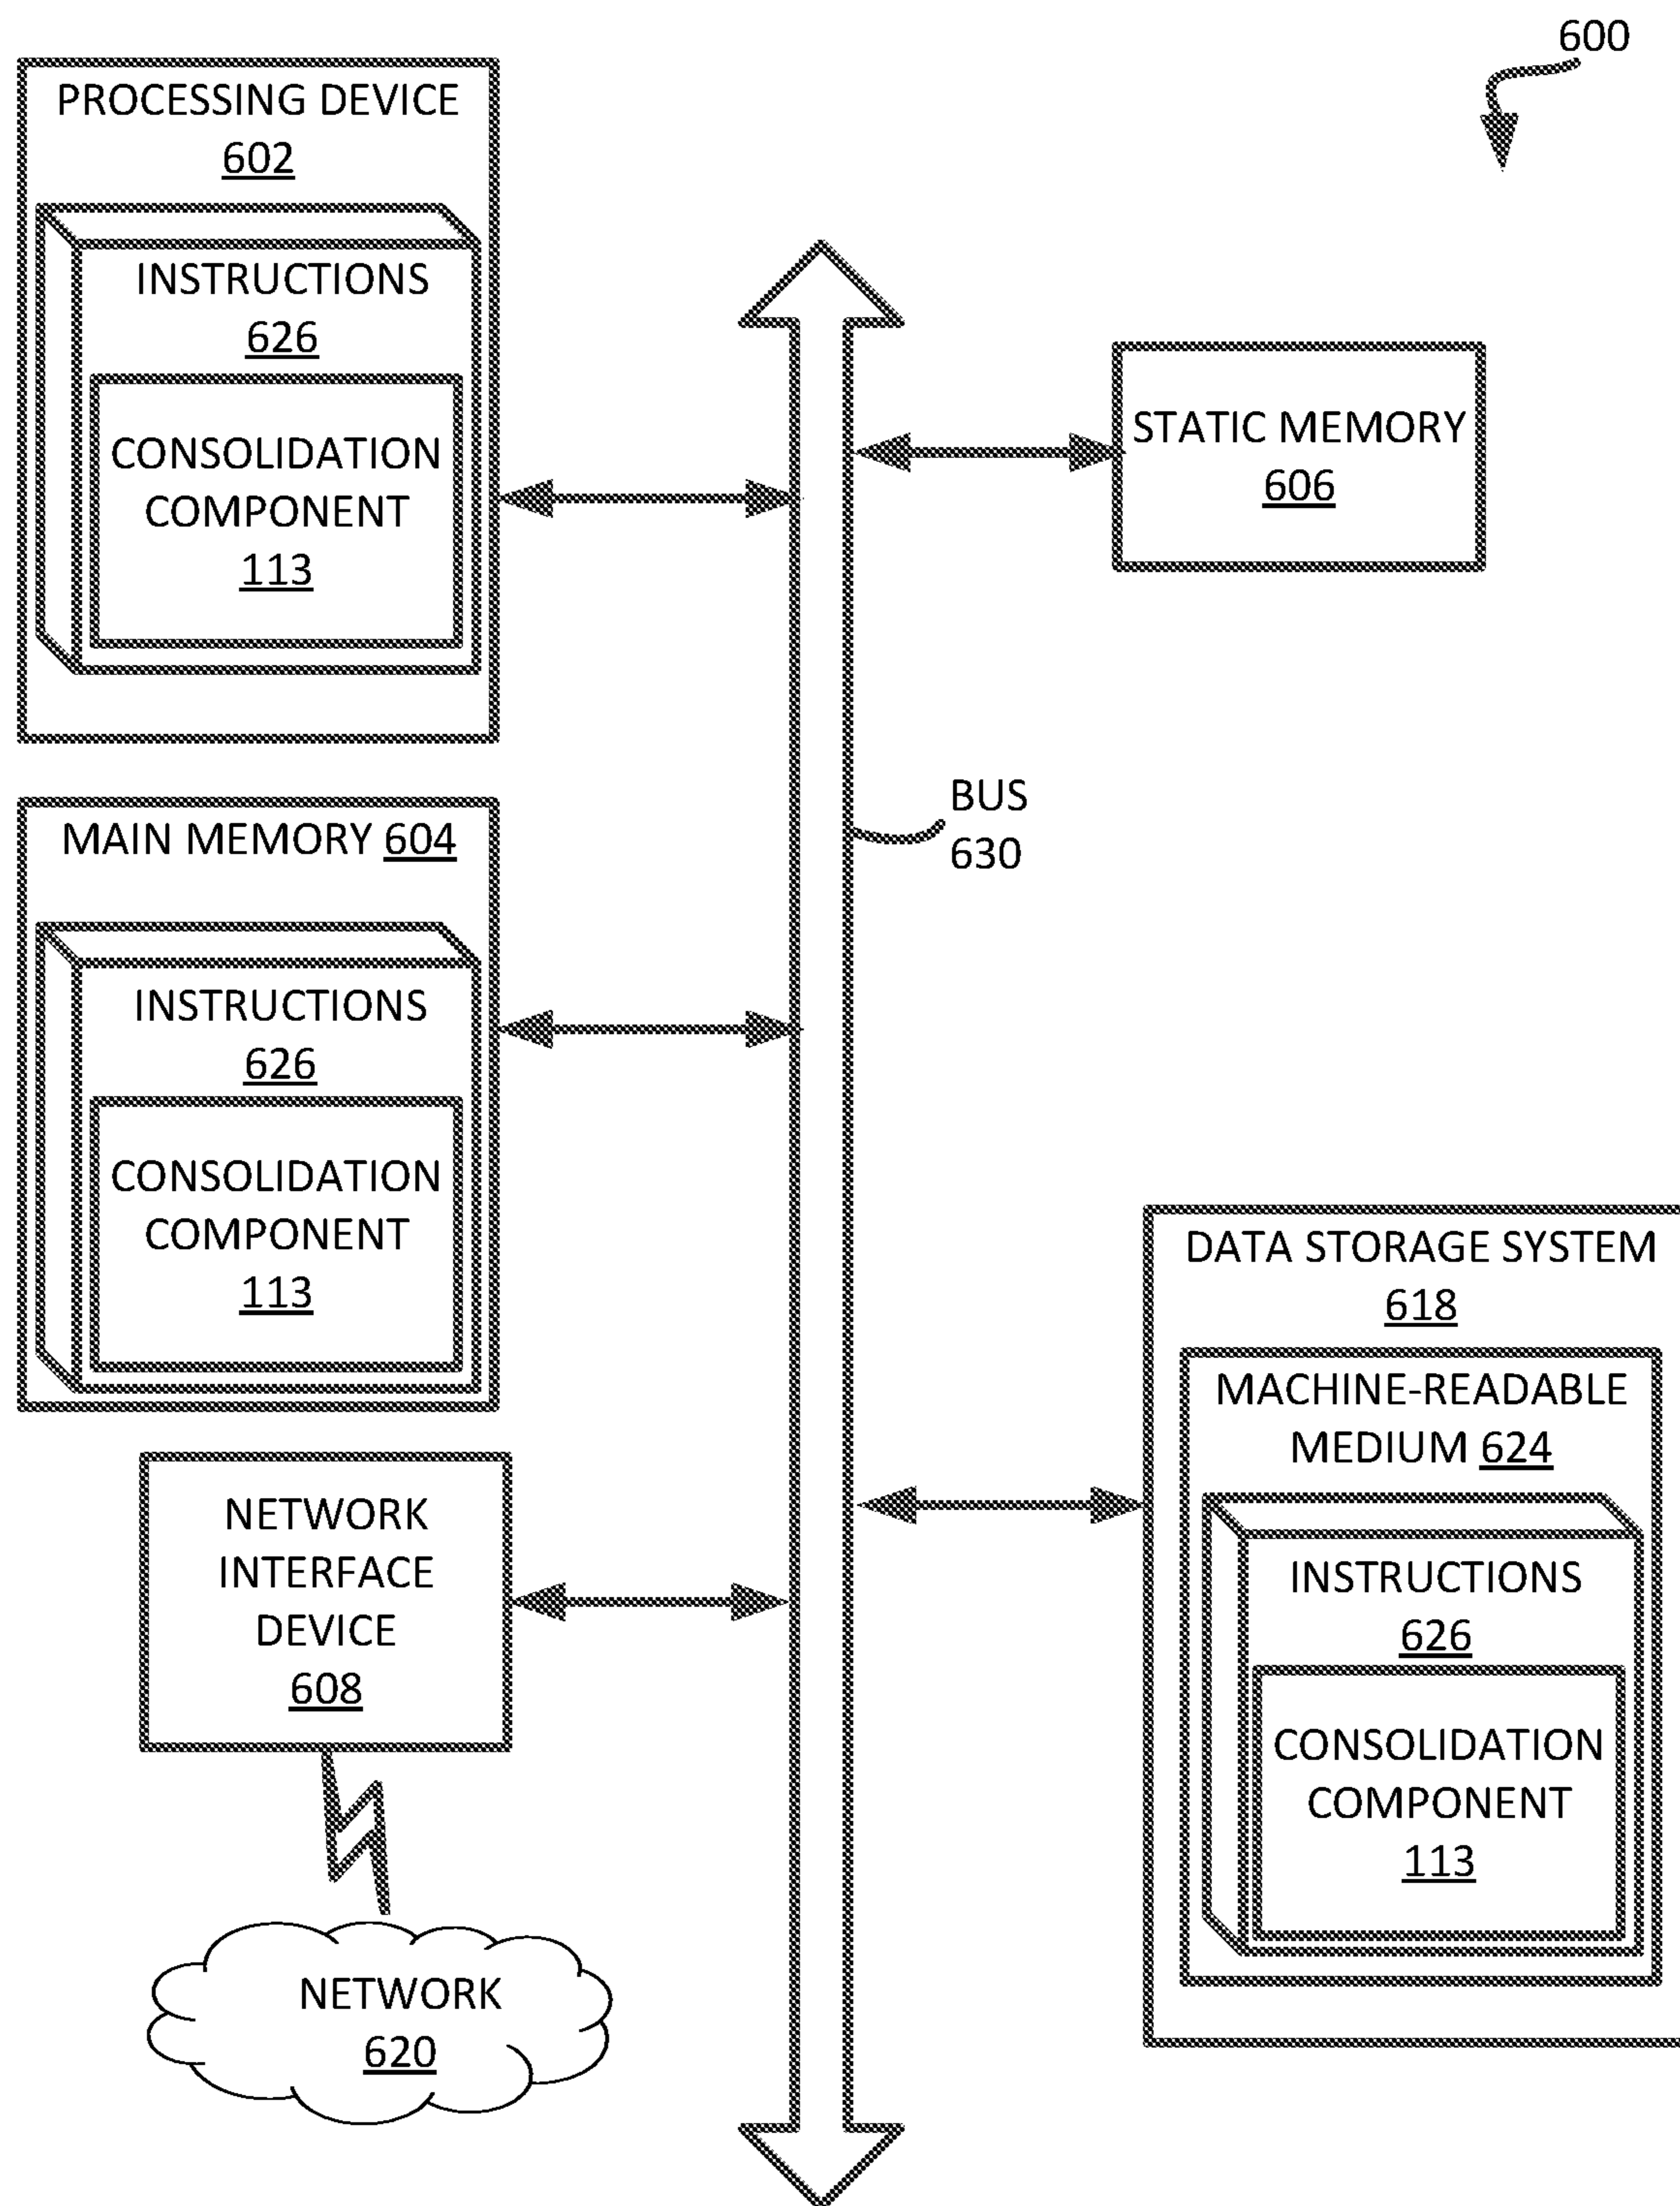 600
PROCESSING DEVICE
602
INSTRUCTIONS
626
CONSOLIDATION
COMPONENT
113
STATIC MEMORY
606
BUS
630
MAIN MEMORY 604
INSTRUCTIONS
626
CONSOLIDATION
COMPONENT
113
DATA STORAGE SYSTEM
618
MACHINE-READABLE
MEDIUM 624
INSTRUCTIONS
626
CONSOLIDATION
COMPONENT
113
NETWORK
INTERFACE
DEVICE
608
NETWORK
620